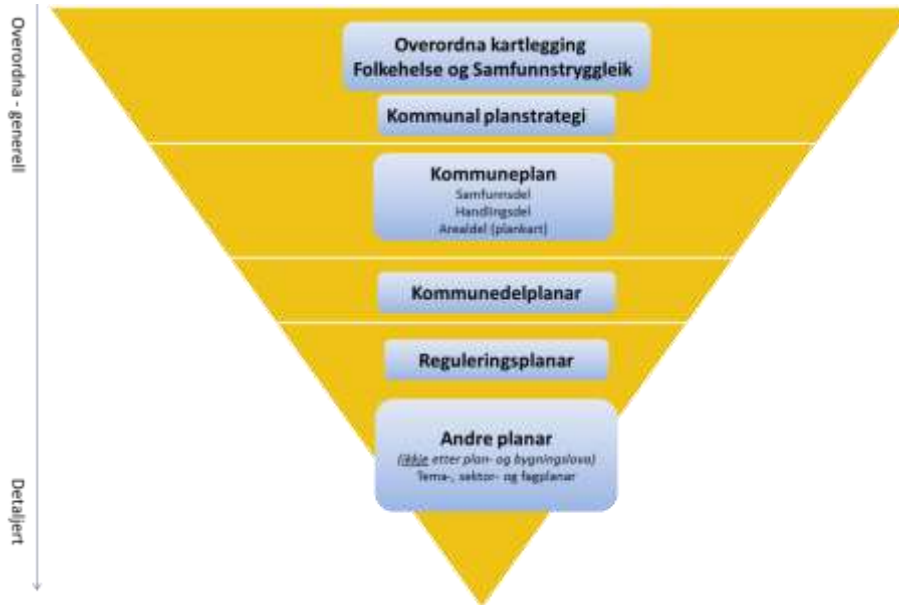 Overordna - generell
Overordna kartlegging
Folkehelse og Samfunnstryggleik
Kommunal planstrategi
Kommuneplan
Samfunnsdel
Handlingsdel
Arealdel (plankart)
Kommunedelplanar
Reguleringsplanar
Andre planar
(ikkje etter plan- og bygningslova)
Tema-, sektor- og fagplanar
Detaljert